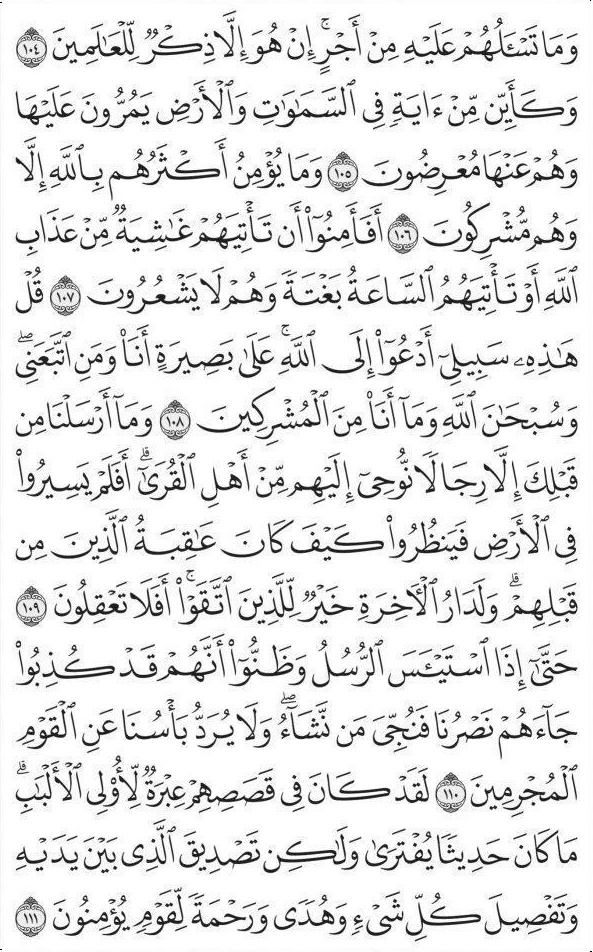 وَمَا تَسْـَٔلُهُمْ عَلَيْهِ مِنْ أَجْرٍ ۚ إِنْ هُوَ إِلَّا ذِكْرٌ لِّلْعَـٰلَمِينَ ١٠٤
وَكَأَيِّن مِّنْ ءَايَةٍ فِى ٱلسَّمَـٰوَٰتِ وَٱلْأَرْضِ يَمُرُّونَ عَلَيْهَا
وَهُمْ عَنْهَا مُعْرِضُونَ ١٠٥ وَمَا يُؤْمِنُ أَكْثَرُهُم بِٱللَّهِ إِلَّا
وَهُم مُّشْرِكُونَ ١٠٦ أَفَأَمِنُوٓا۟ أَن تَأْتِيَهُمْ غَـٰشِيَةٌ مِّنْ عَذَابِ
ٱللَّهِ أَوْ تَأْتِيَهُمُ ٱلسَّاعَةُ بَغْتَةً وَهُمْ لَا يَشْعُرُونَ ١٠٧ قُلْ
هَـٰذِهِۦ سَبِيلِىٓ أَدْعُوٓا۟ إِلَى ٱللَّهِ ۚ عَلَىٰ بَصِيرَةٍ أَنَا۠ وَمَنِ ٱتَّبَعَنِى ۖ
وَسُبْحَـٰنَ ٱللَّهِ وَمَآ أَنَا۠ مِنَ ٱلْمُشْرِكِينَ ١٠٨ وَمَآ أَرْسَلْنَا مِن
قَبْلِكَ إِلَّا رِجَالًا نُّوحِىٓ إِلَيْهِم مِّنْ أَهْلِ ٱلْقُرَىٰٓ ۗ أَفَلَمْ يَسِيرُوا۟
فِى ٱلْأَرْضِ فَيَنظُرُوا۟ كَيْفَ كَانَ عَـٰقِبَةُ ٱلَّذِينَ مِن
قَبْلِهِمْ ۗ وَلَدَارُ ٱلْـَٔاخِرَةِ خَيْرٌ لِّلَّذِينَ ٱتَّقَوْا۟ ۗ أَفَلَا تَعْقِلُونَ ١٠٩
حَتَّىٰٓ إِذَا ٱسْتَيْـَٔسَ ٱلرُّسُلُ وَظَنُّوٓا۟ أَنَّهُمْ قَدْ كُذِبُوا۟
جَآءَهُمْ نَصْرُنَا فَنُجِّىَ مَن نَّشَآءُ ۖ وَلَا يُرَدُّ بَأْسُنَا عَنِ ٱلْقَوْمِ
ٱلْمُجْرِمِينَ ١١٠ لَقَدْ كَانَ فِى قَصَصِهِمْ عِبْرَةٌ لِّأُو۟لِى ٱلْأَلْبَـٰبِ ۗ
مَا كَانَ حَدِيثًا يُفْتَرَىٰ وَلَـٰكِن تَصْدِيقَ ٱلَّذِى بَيْنَ يَدَيْهِ
وَتَفْصِيلَ كُلِّ شَىْءٍ وَهُدًى وَرَحْمَةً لِّقَوْمٍ يُؤْمِنُونَ ١١١